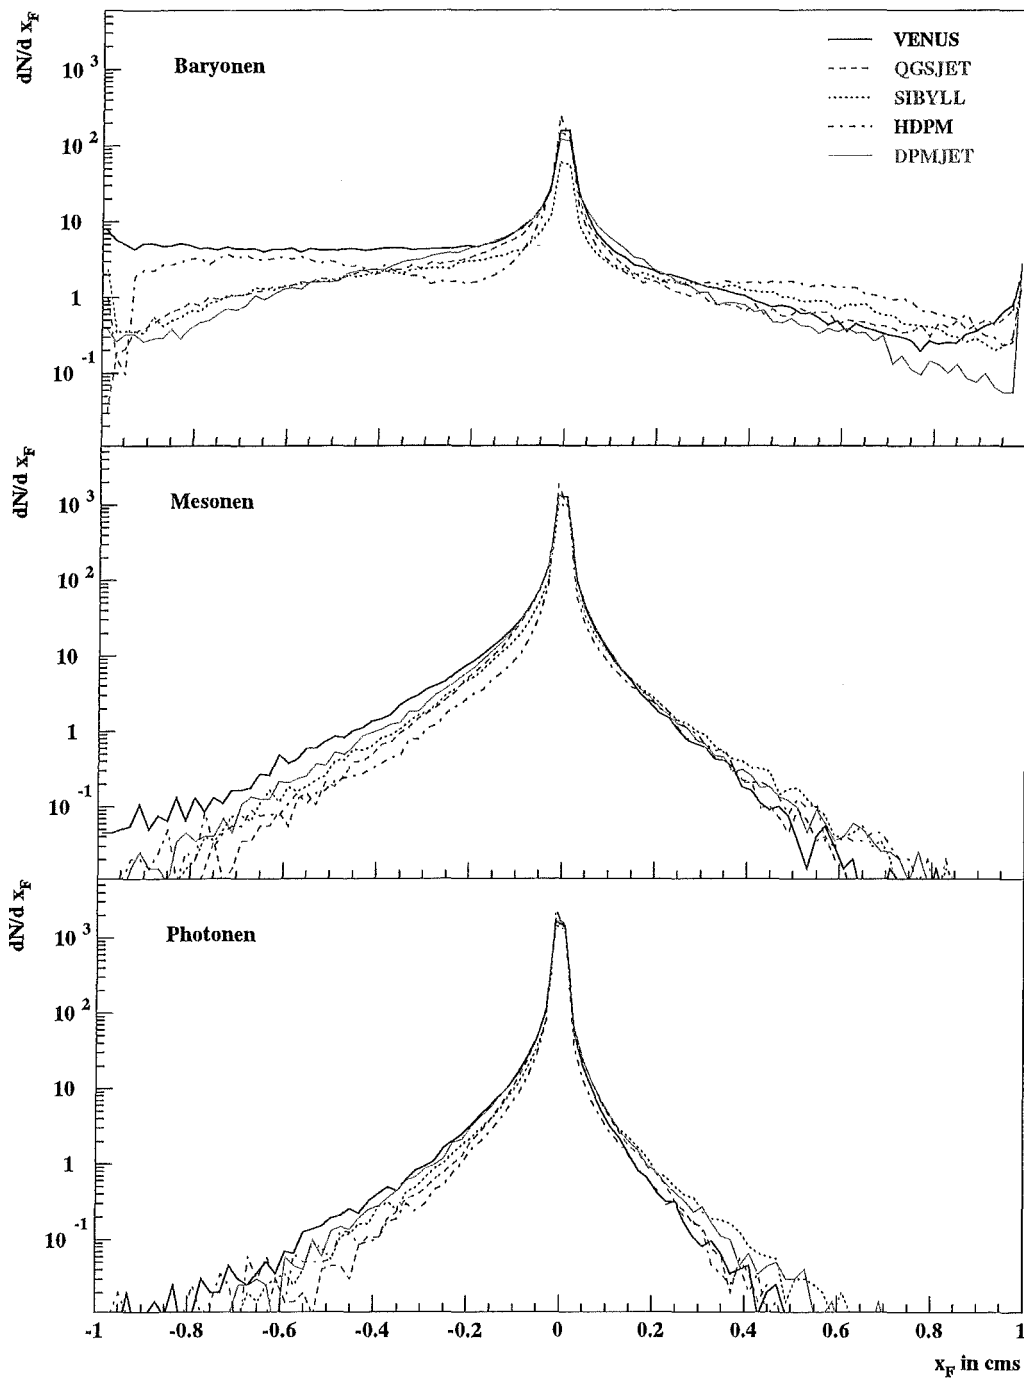 dN/d x_F
Baryonen
VENUS
QGSJET
SIBYLL
HDPM
DPMJET
10^3
10^2
10
1
10^-1
dN/d x_F
Mesonen
10^3
10^2
10
1
10^-1
dN/d x_F
Photonen
10^3
10^2
10
1
10^-1
-1 -0.8 -0.6 -0.4 -0.2 0 0.2 0.4 0.6 0.8 1
x_F in cms